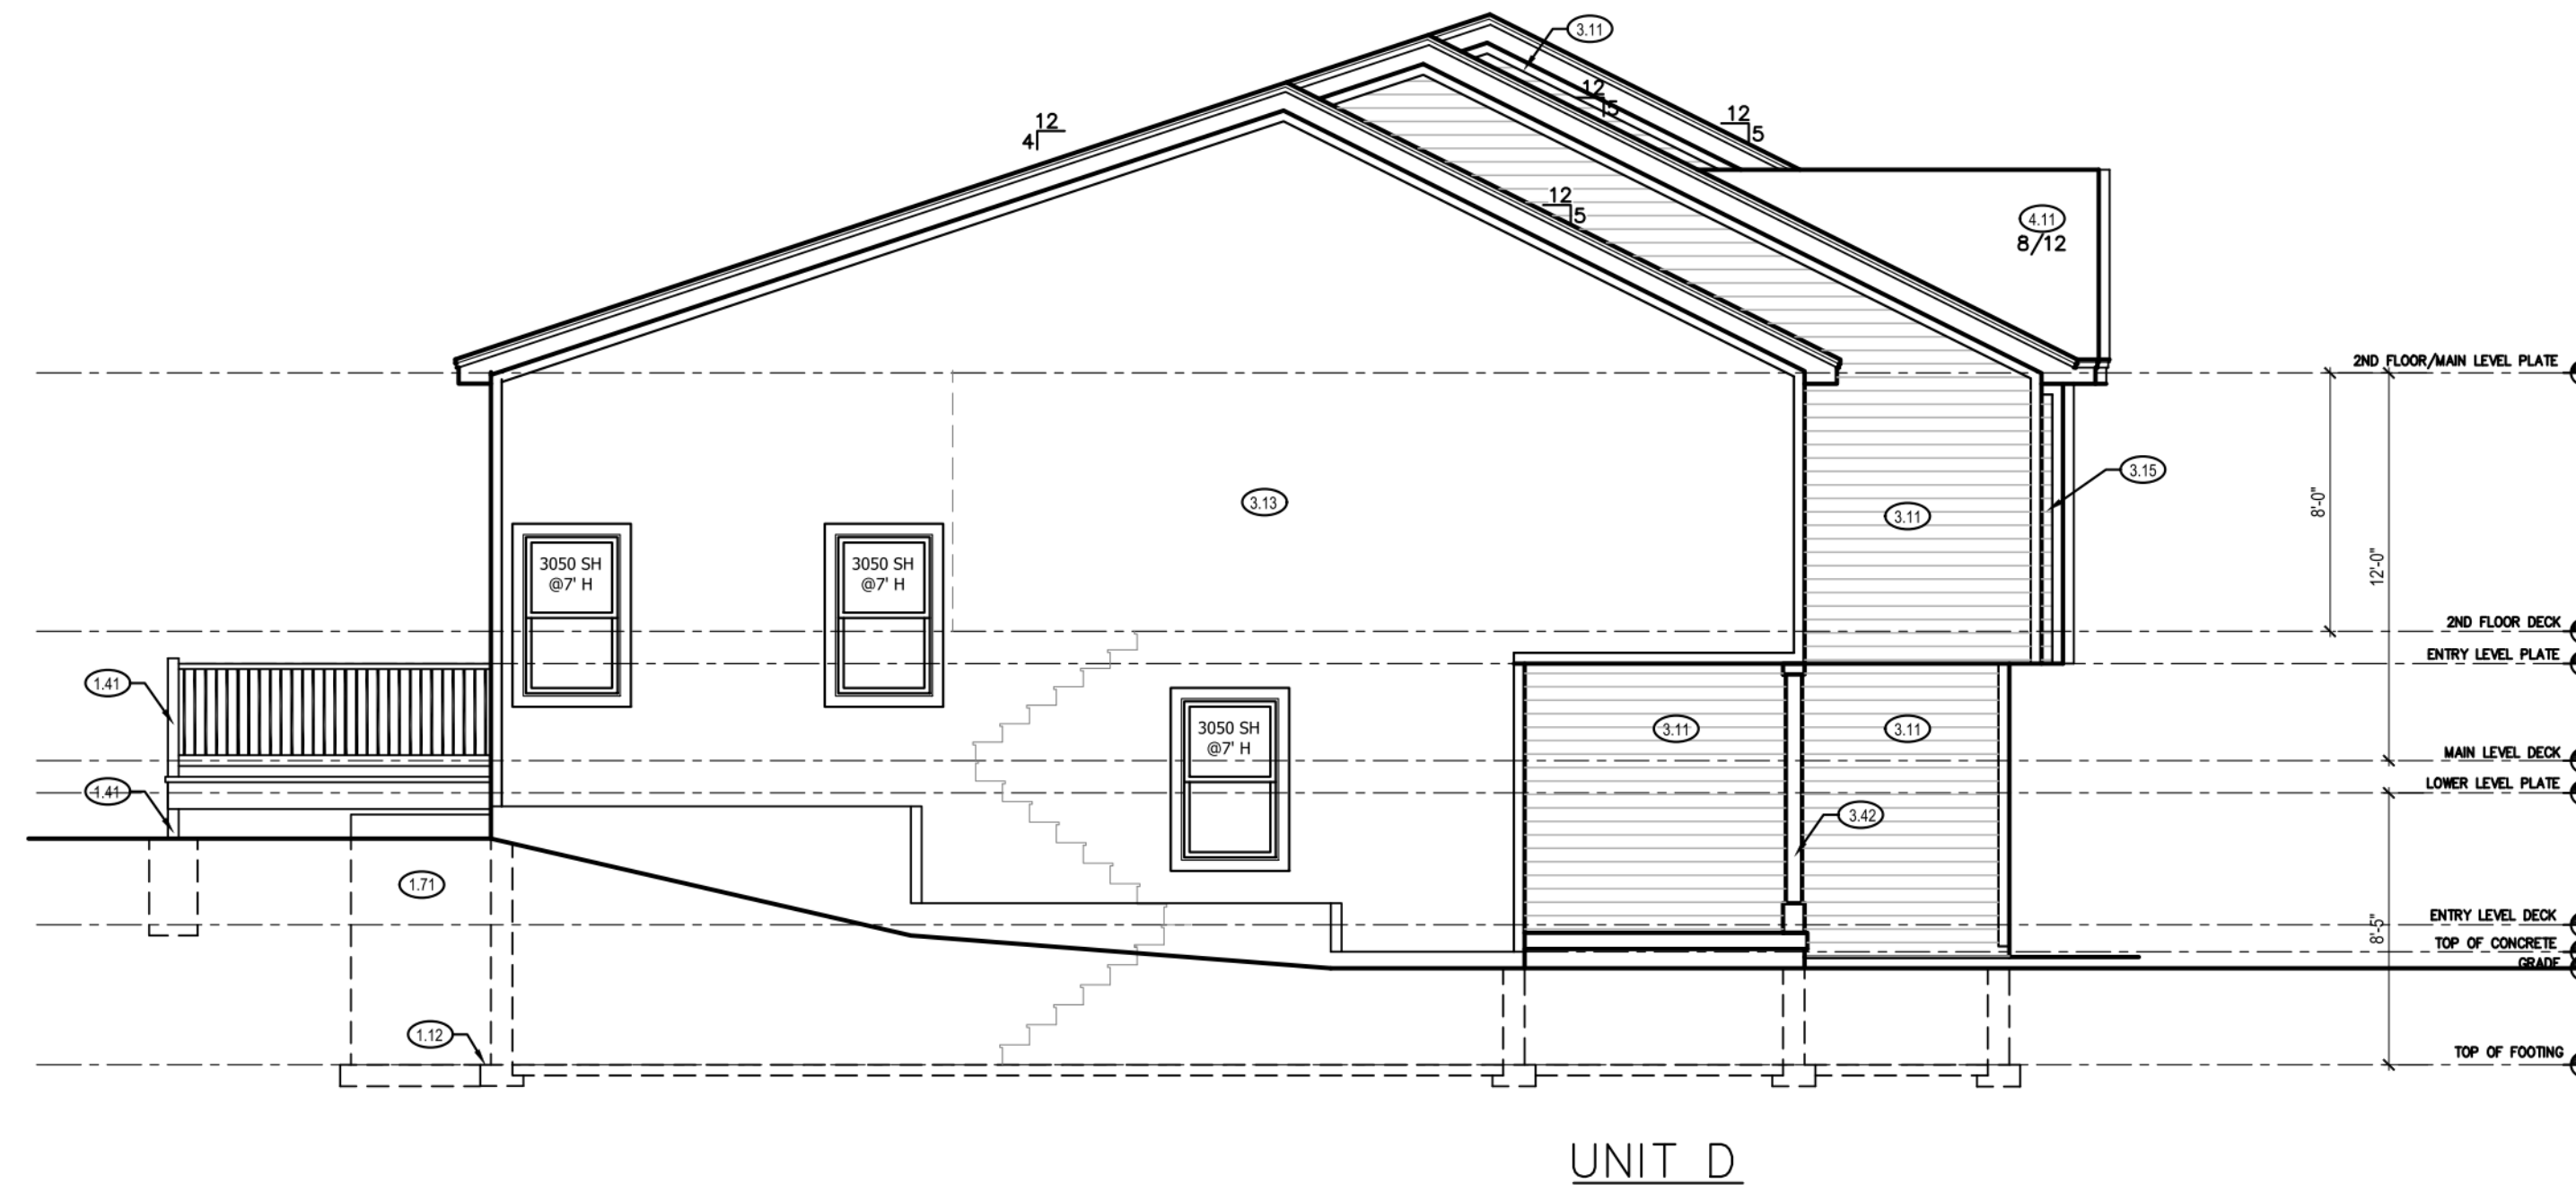 3.11
12
5
12
5
12
4
12
5
4.11
8/12
2ND FLOOR/MAIN LEVEL PLATE
3.15
3.13
3.11
8'-0"
12'-0"
3050 SH
@7' H
3050 SH
@7' H
2ND FLOOR DECK
ENTRY LEVEL PLATE
1.41
3050 SH
@7' H
3.11
3.11
MAIN LEVEL DECK
LOWER LEVEL PLATE
1.41
3.42
1.71
ENTRY LEVEL DECK
8'-5"
TOP OF CONCRETE
GRADE
1.12
TOP OF FOOTING
UNIT D